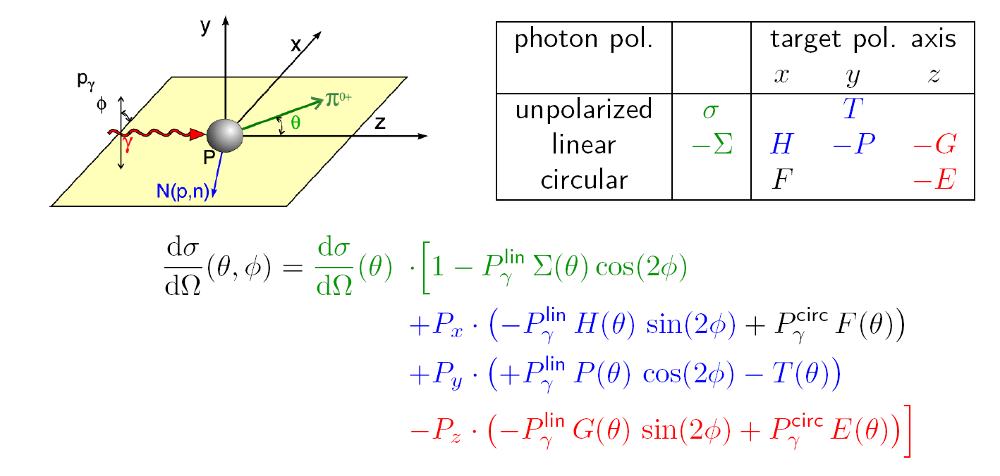 y
x
p_γ
ϕ
π⁰⁺
θ
z
γ
P
N(p,n)
photon pol. target pol. axis
x y z
unpolarized σ T
linear −Σ H −P −G
circular F −E
dσ/dΩ (θ, ϕ) = dσ/dΩ (θ) · [1 − P_γ^lin Σ(θ) cos(2ϕ)
+P_x · (−P_γ^lin H(θ) sin(2ϕ) + P_γ^circ F(θ))
+P_y · (+P_γ^lin P(θ) cos(2ϕ) − T(θ))
−P_z · (−P_γ^lin G(θ) sin(2ϕ) + P_γ^circ E(θ))]